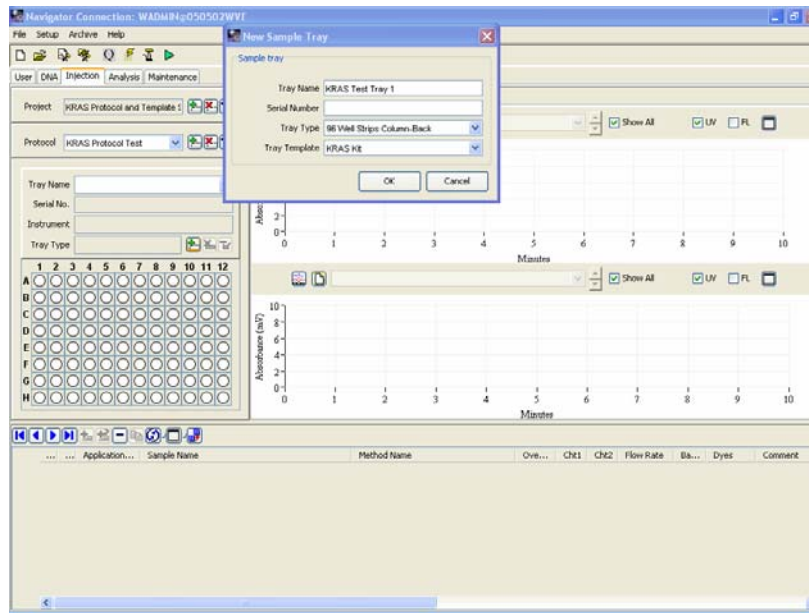 Navigator Connection: WADMIN@050502WVF
File Setup Archive Help
User DNA Injection Analysis Maintenance
Project KRAS Protocol and Template
Protocol KRAS Protocol Test
Tray Name
Serial No.
Instrument
Tray Type
1 2 3 4 5 6 7 8 9 10 11 12
A
B
C
D
E
F
G
H
New Sample Tray
Sample tray
Tray Name KRAS Test Tray 1
Serial Number
Tray Type 96 Well Strips Column-Back
Tray Template KRAS Kit
OK Cancel
Show All UV FL
2
0
0 1 2 3 4 5 6 7 8 9 10
Minutes
Show All UV FL
Absorbance (mV)
10
8
6
4
2
0
0 1 2 3 4 5 6 7 8 9 10
Minutes
... ... Application... Sample Name Method Name Ove... Cht1 Cht2 Flow Rate Ba... Dyes Comment